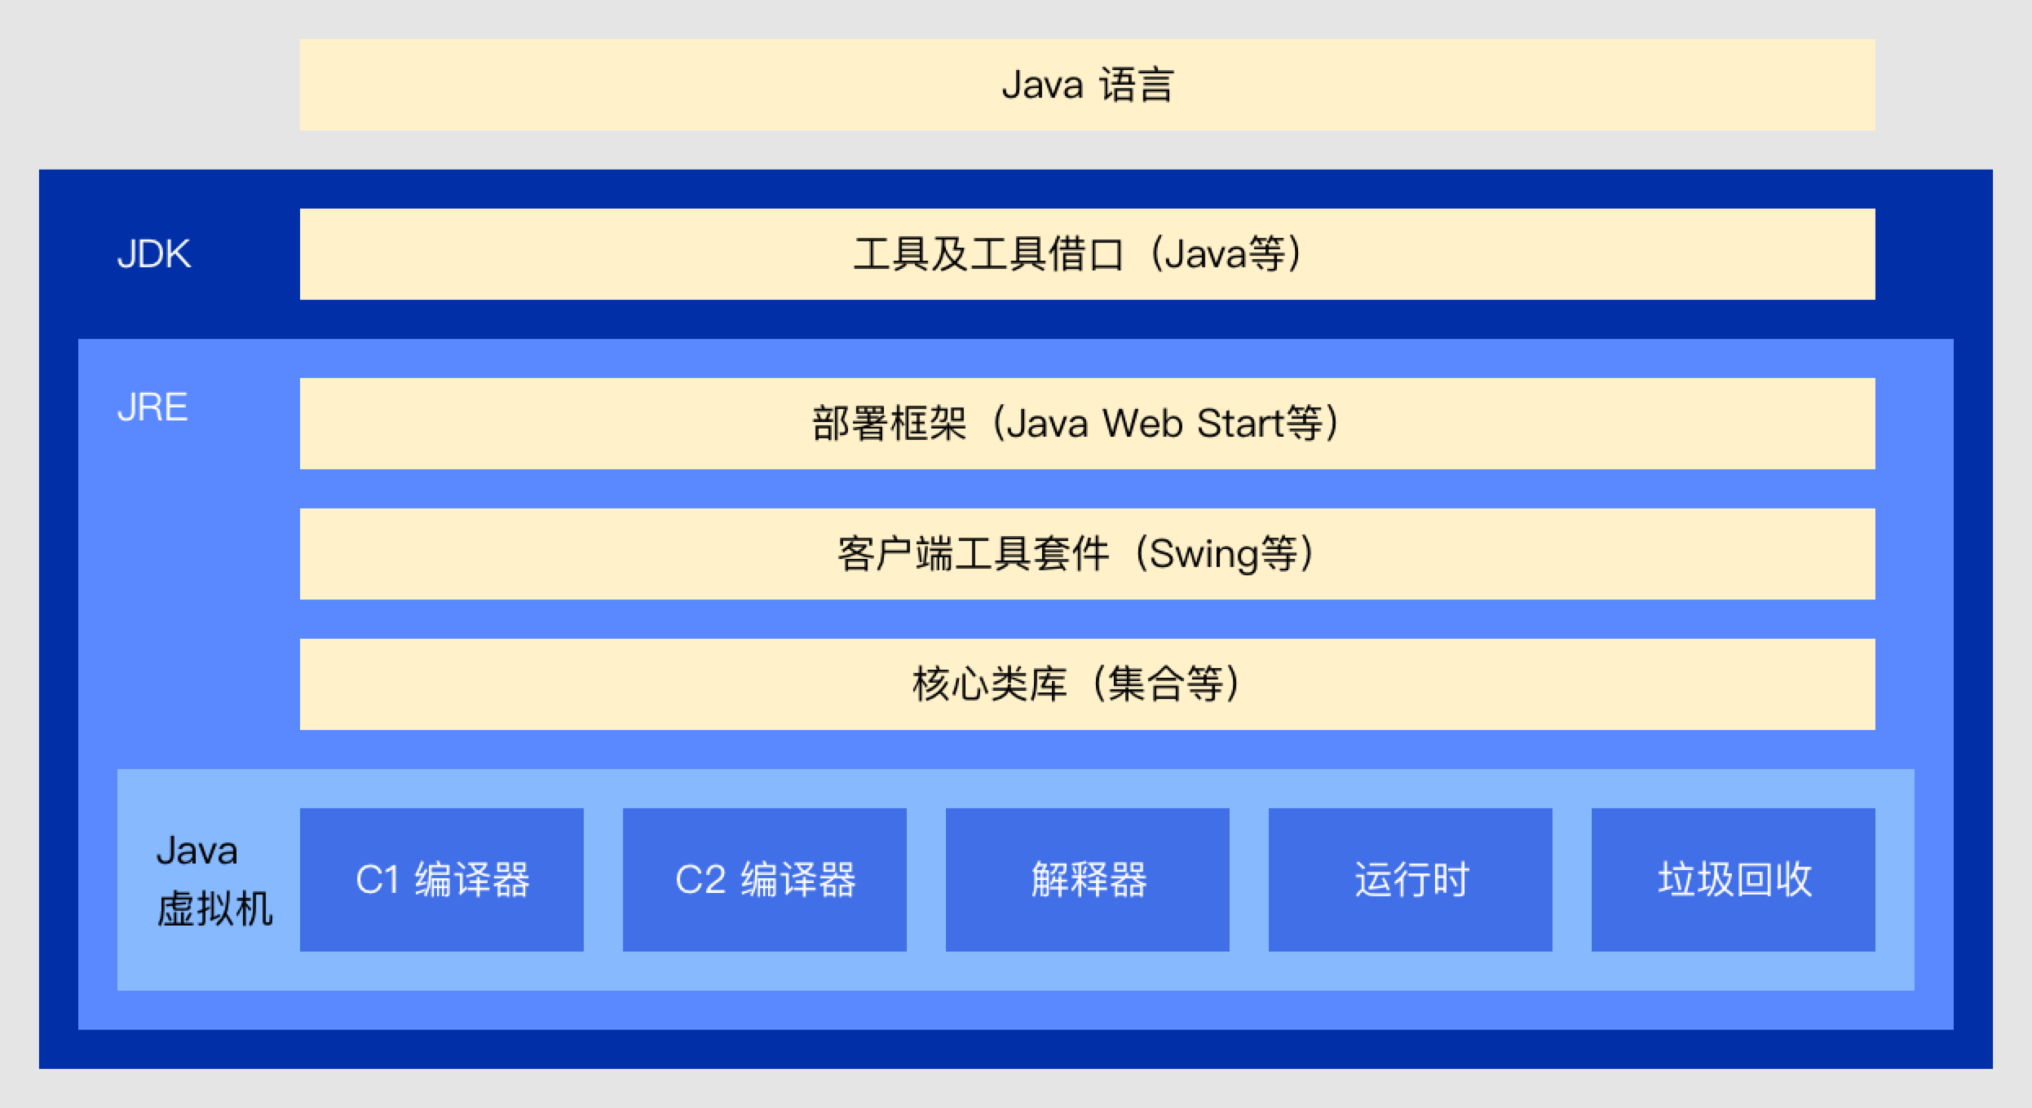 Java 语言
JDK
工具及工具借口（Java等）
JRE
部署框架（Java Web Start等）
客户端工具套件（Swing等）
核心类库（集合等）
Java
虚拟机
C1 编译器
C2 编译器
解释器
运行时
垃圾回收